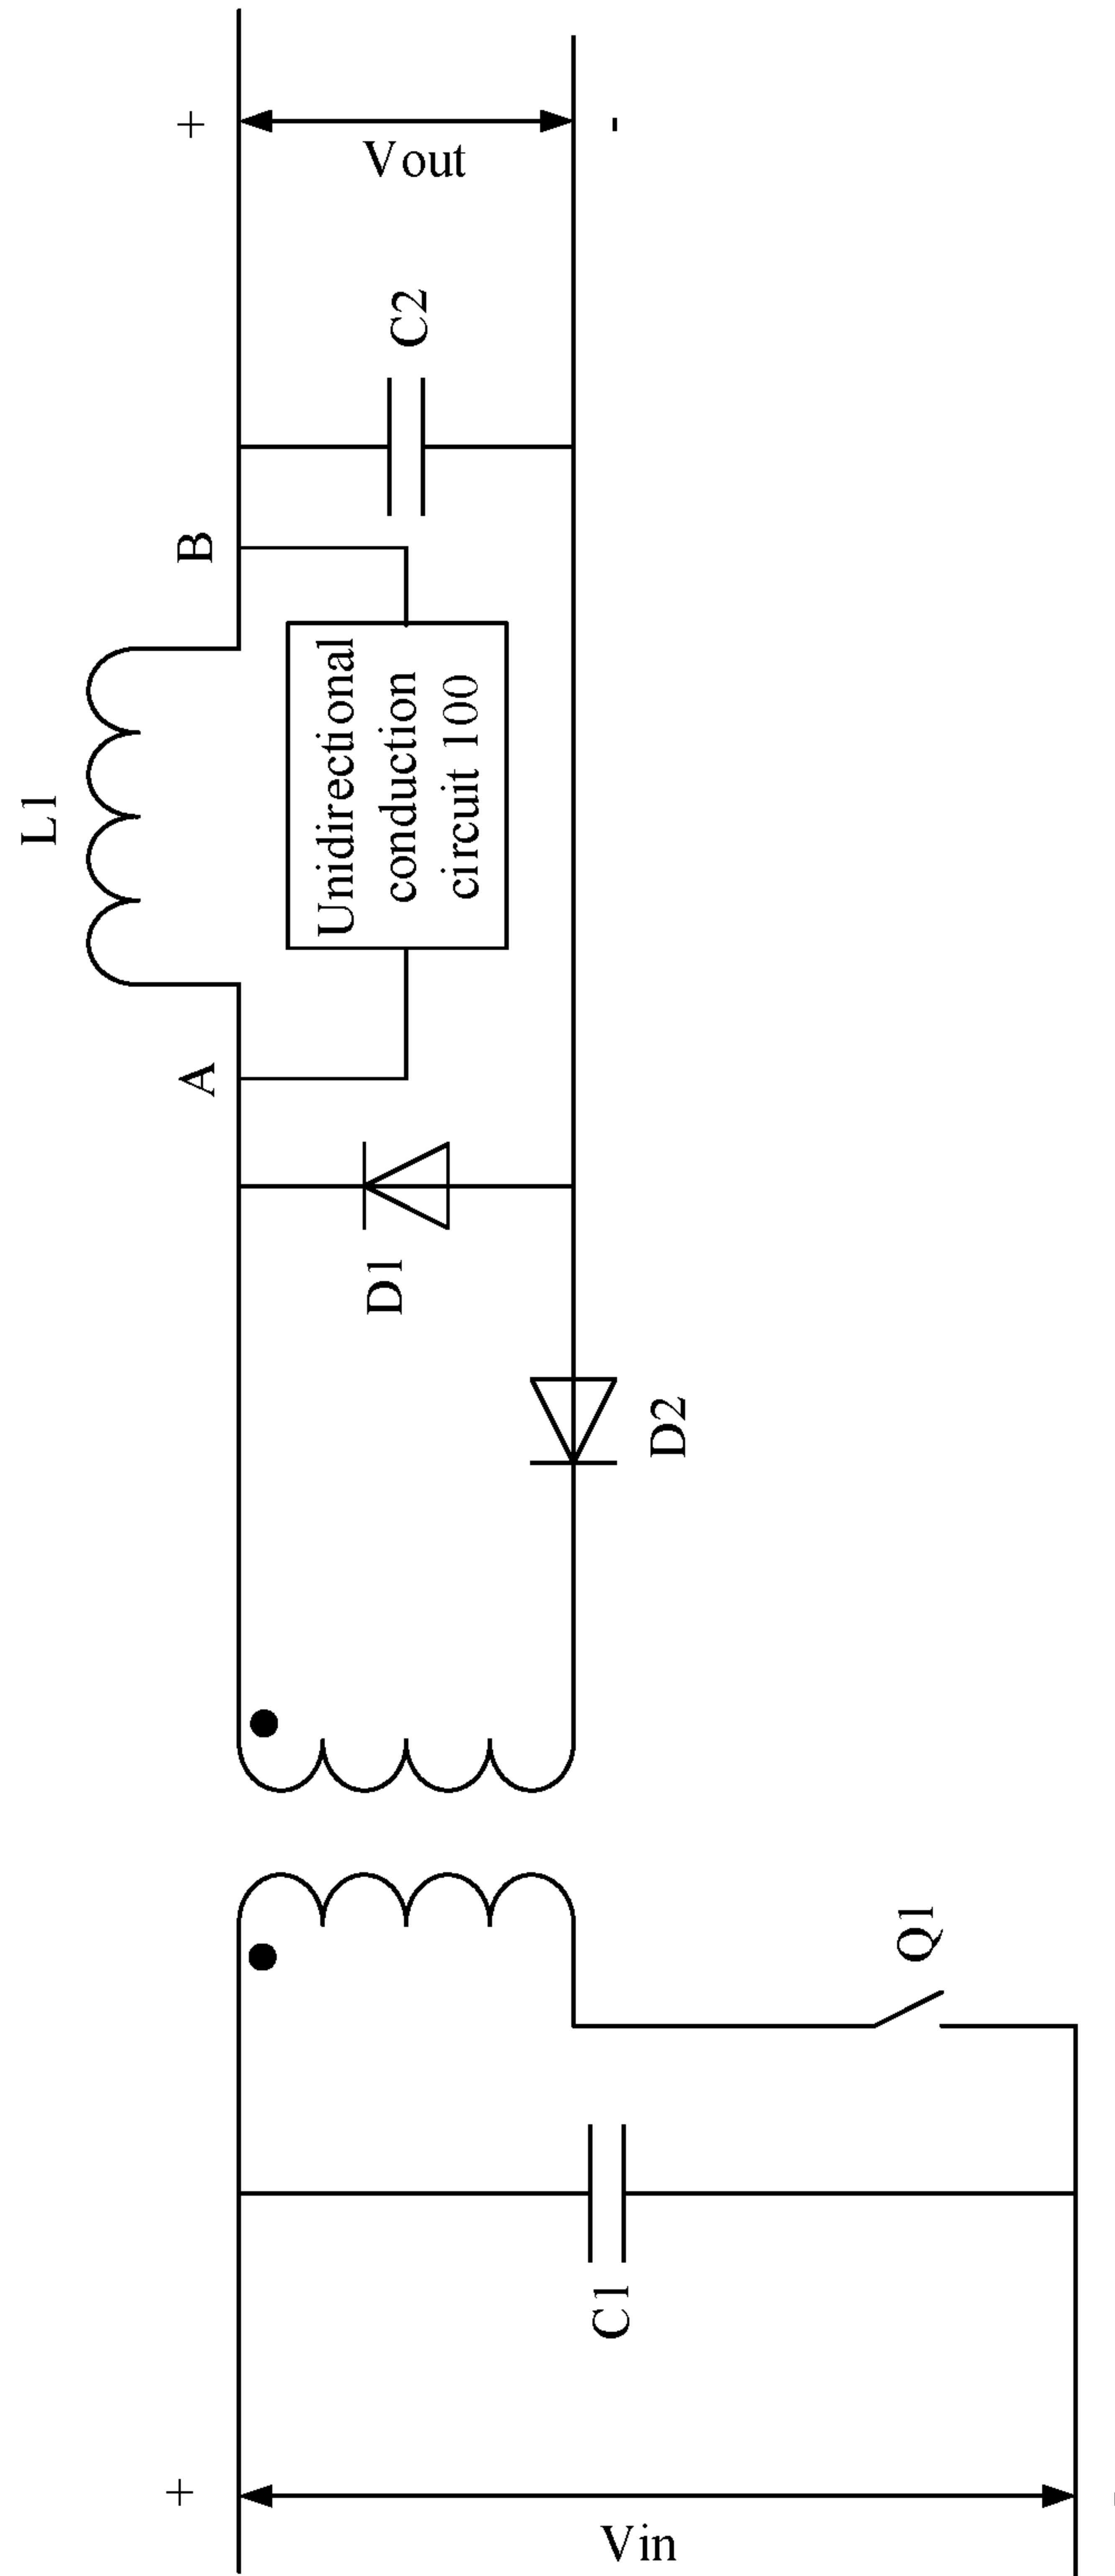 +
-
Vout
C2
B
L1
Unidirectional
conduction
circuit 100
A
D1
D2
Q1
C1
+
Vin
-